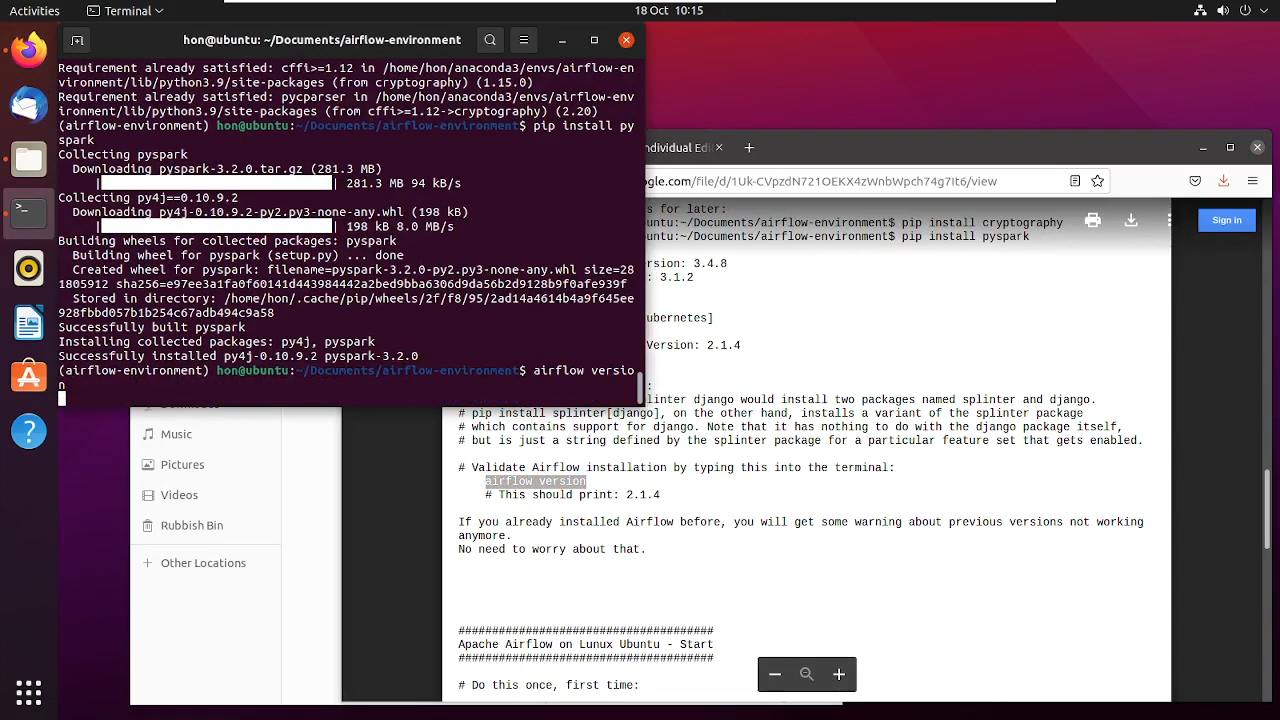 Activities
Terminal
18 Oct 10:15
hon@ubuntu: ~/Documents/airflow-environment
Requirement already satisfied: cffi>=1.12 in /home/hon/anaconda3/envs/airflow-en
vironment/lib/python3.9/site-packages (from cryptography) (1.15.0)
Requirement already satisfied: pycparser in /home/hon/anaconda3/envs/airflow-env
ironment/lib/python3.9/site-packages (from cffi>=1.12->cryptography) (2.20)
(airflow-environment) hon@ubuntu:~/Documents/airflow-environment$ pip install py
spark
Collecting pyspark
Downloading pyspark-3.2.0.tar.gz (281.3 MB)
| | 281.3 MB 94 kB/s
Collecting py4j==0.10.9.2
Downloading py4j-0.10.9.2-py2.py3-none-any.whl (198 kB)
| | 198 kB 8.0 MB/s
Building wheels for collected packages: pyspark
Building wheel for pyspark (setup.py) ... done
Created wheel for pyspark: filename=pyspark-3.2.0-py2.py3-none-any.whl size=28
1805912 sha256=e97ee3a1fa0f60141d443984442a2bed9bba6306d9da56b2d9128b9f0afe939f
Stored in directory: /home/hon/.cache/pip/wheels/2f/f8/95/2ad14a4614b4a9f645ee
928fbbd057b1b254c67adb494c9a58
Successfully built pyspark
Installing collected packages: py4j, pyspark
Successfully installed py4j-0.10.9.2 pyspark-3.2.0
(airflow-environment) hon@ubuntu:~/Documents/airflow-environment$ airflow versio
n
Music
Pictures
Videos
Rubbish Bin
Other Locations
Individual Edi
gle.com/file/d/1Uk-CVpzdN721OEKX4zWnbWpch74g7It6/view
Sign in
s for later:
ubuntu:~/Documents/airflow-environment$ pip install cryptography
ubuntu:~/Documents/airflow-environment$ pip install pyspark
ersion: 3.4.8
: 3.1.2
ubernetes]
Version: 2.1.4
:
linter django would install two packages named splinter and django.
# pip install splinter[django], on the other hand, installs a variant of the splinter package
# which contains support for django. Note that it has nothing to do with the django package itself,
# but is just a string defined by the splinter package for a particular feature set that gets enabled.
# Validate Airflow installation by typing this into the terminal:
airflow version
# This should print: 2.1.4
If you already installed Airflow before, you will get some warning about previous versions not working
anymore.
No need to worry about that.
######################################
Apache Airflow on Lunux Ubuntu - Start
######################################
# Do this once, first time: